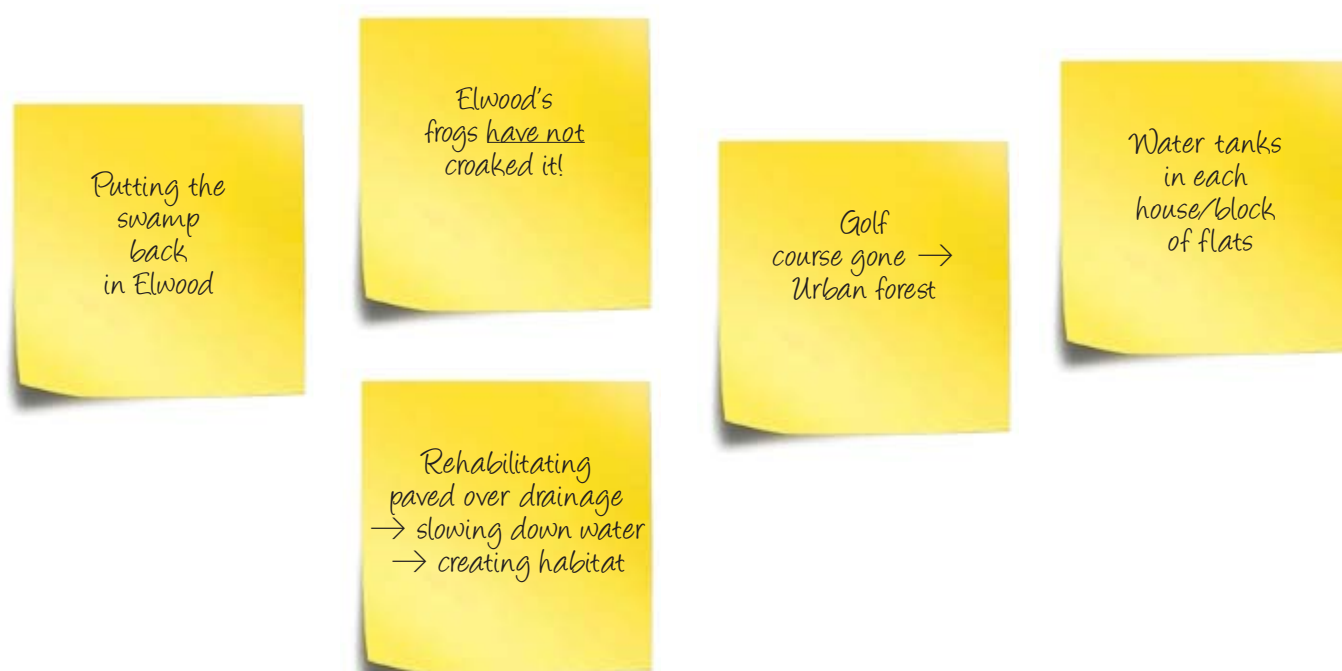 Putting the
swamp
back
in Elwood
Elwood's
frogs have not
croaked it!
Rehabilitating
paved over drainage
→ slowing down water
→ creating habitat
Golf
course gone →
Urban forest
Water tanks
in each
house/block
of flats